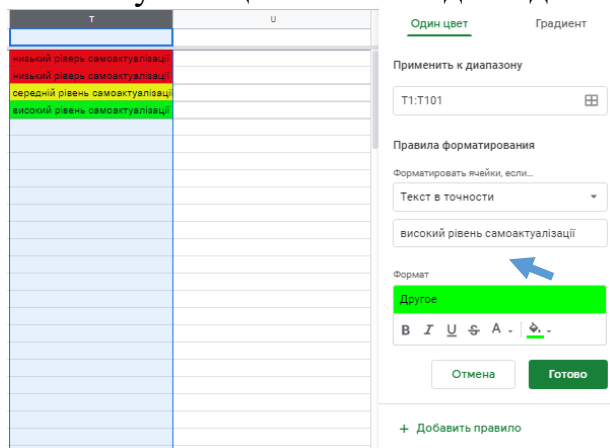 T U
низький рівень самоактуалізації
низький рівень самоактуалізації
середній рівень самоактуалізації
високий рівень самоактуалізації
Один цвет Градиент
Применить к диапазону
T1:T101
Правила форматирования
Форматировать ячейки, если…
Текст в точности
високий рівень самоактуалізації
Формат
Другое
B I U S A
Отмена Готово
+ Добавить правило